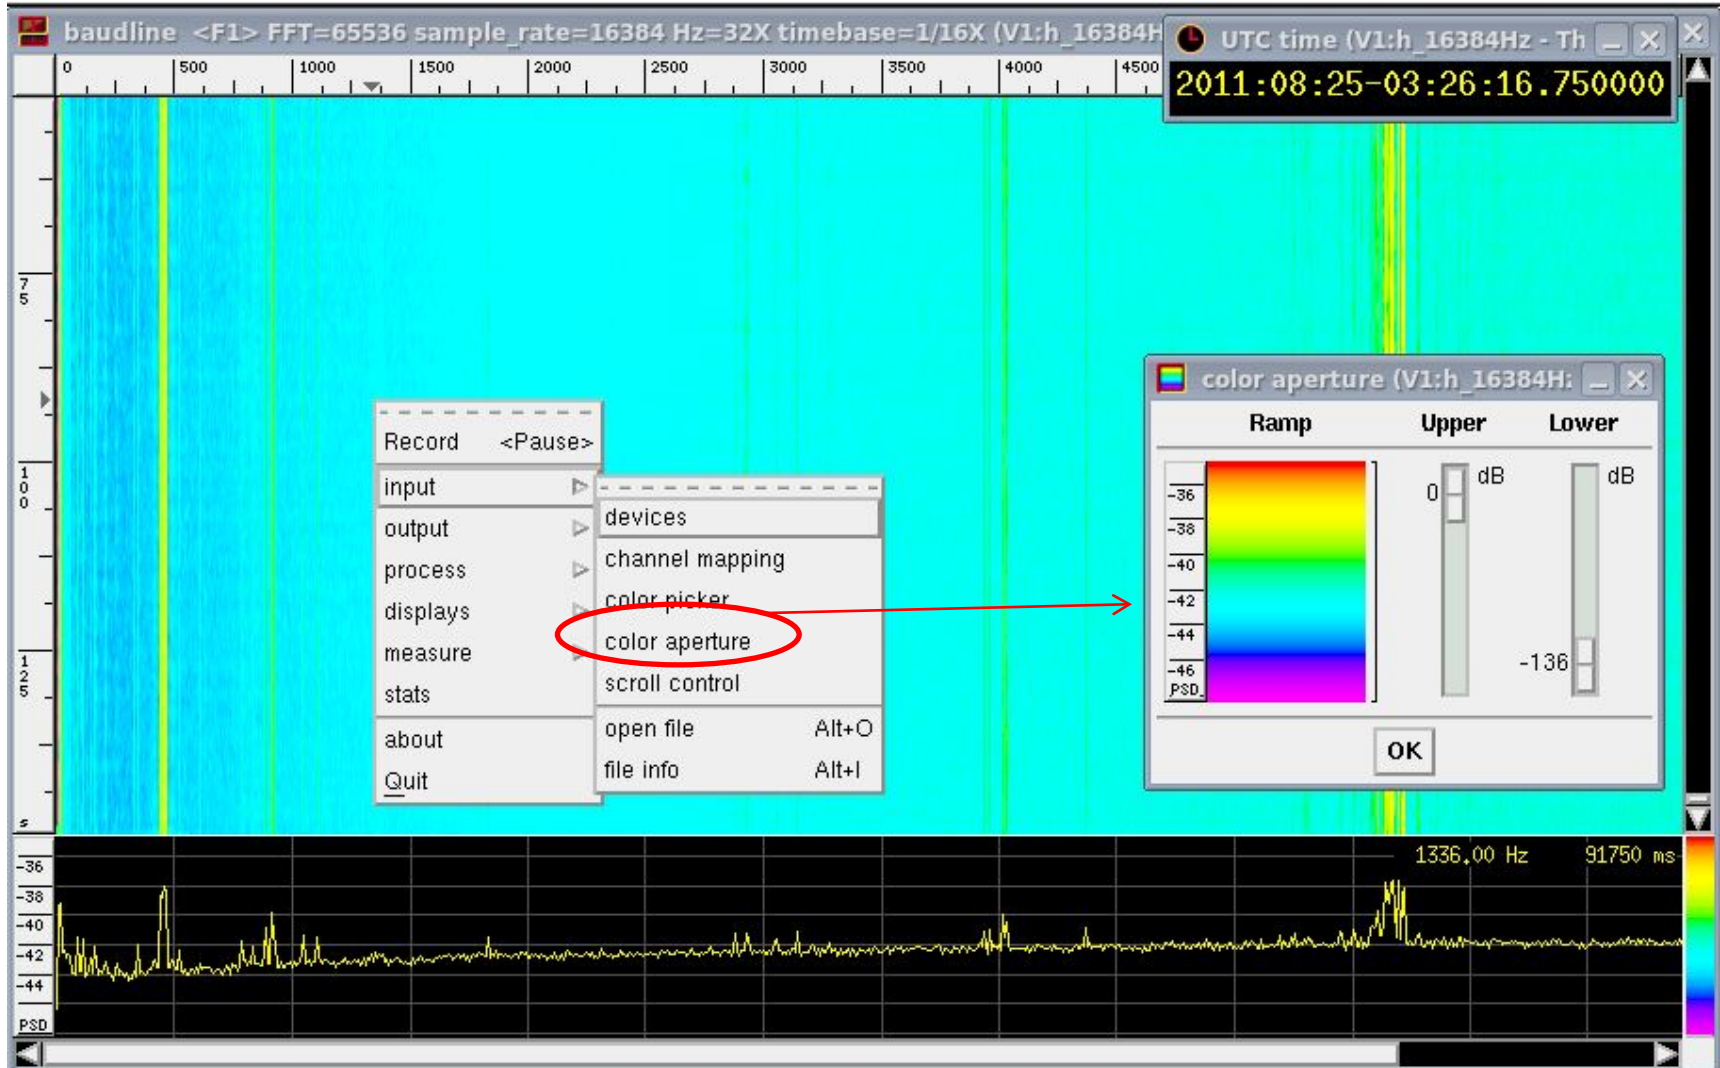 baudline <F1> FFT=65536 sample_rate=16384 Hz=32X timebase=1/16X (V1:h_16384H
UTC time (V1:h_16384Hz - Th
2011:08:25-03:26:16.750000
0 500 1000 1500 2000 2500 3000 3500 4000 4500
75
100
125
s
Record <Pause>
input
output
process
displays
measure
stats
about
Quit
devices
channel mapping
color picker
color aperture
scroll control
open file Alt+O
file info Alt+I
color aperture (V1:h_16384H:
Ramp Upper Lower
dB dB
0
-136
-36
-38
-40
-42
-44
-46
PSD
OK
1336.00 Hz 91750 ms
-36
-38
-40
-42
-44
PSD